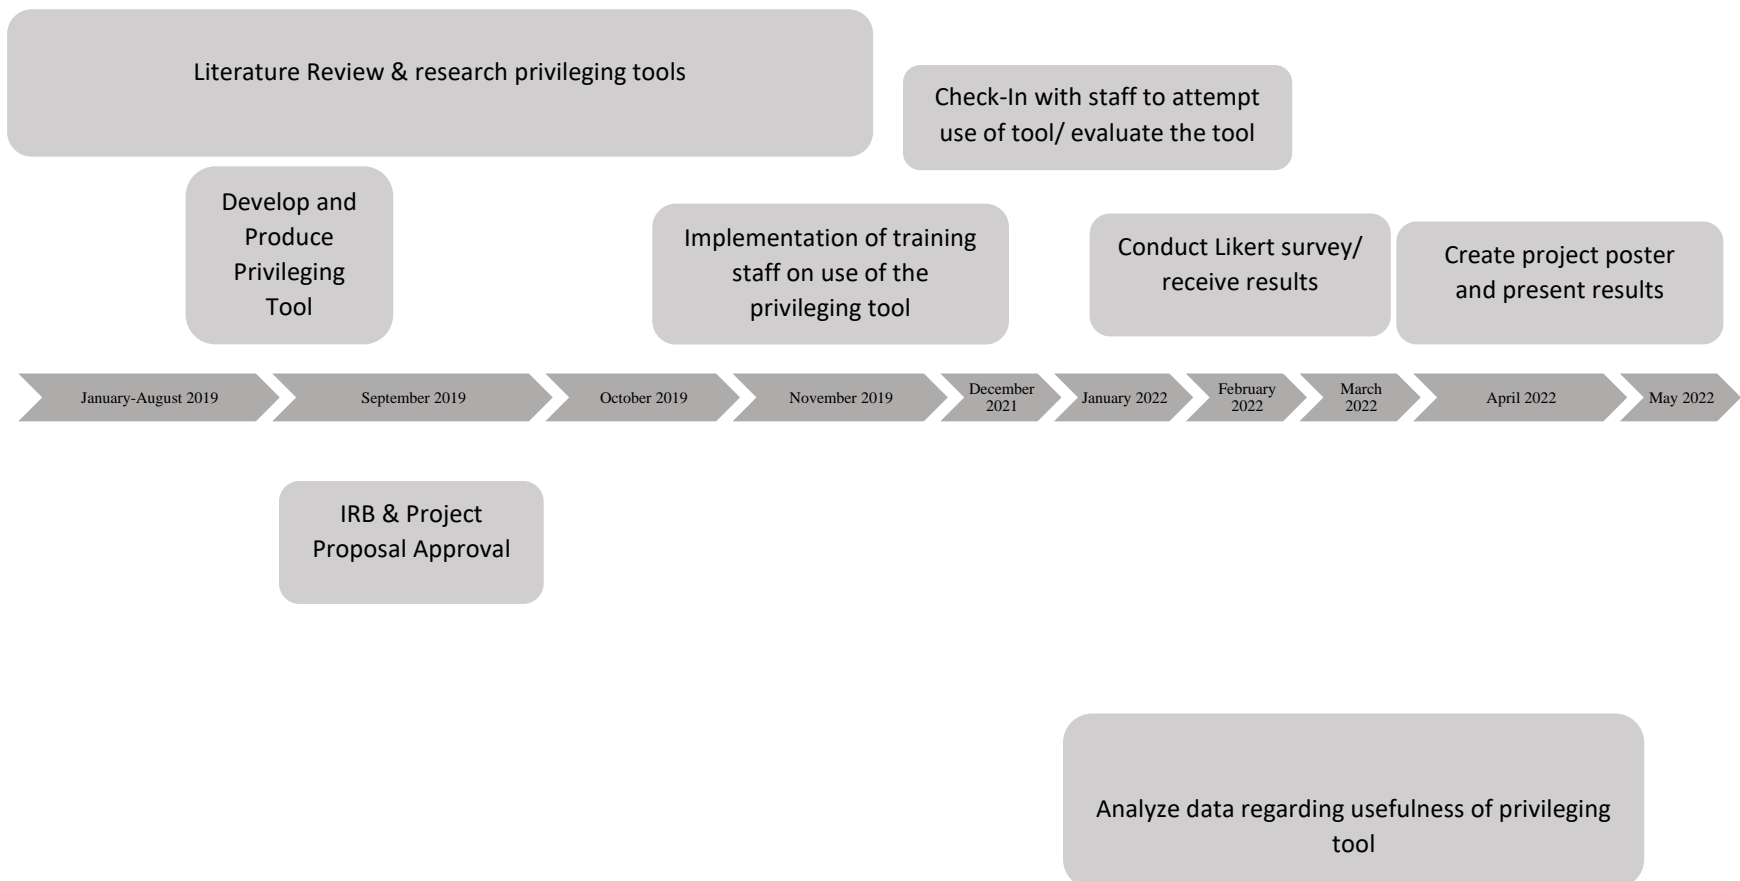 Literature Review & research privileging tools
Check-In with staff to attempt
use of tool/ evaluate the tool
Develop and
Produce
Privileging
Tool
Implementation of training
staff on use of the
privileging tool
Conduct Likert survey/
receive results
Create project poster
and present results
January-August 2019
September 2019
October 2019
November 2019
December
2021
January 2022
February
2022
March
2022
April 2022
May 2022
IRB & Project
Proposal Approval
Analyze data regarding usefulness of privileging
tool